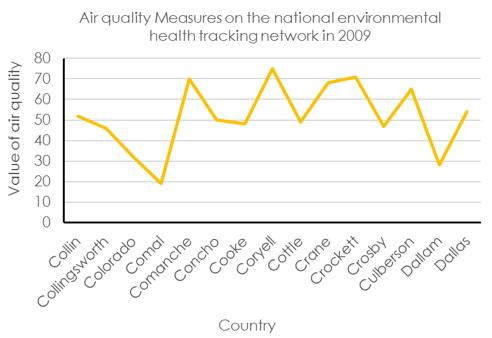 Air quality Measures on the national environmental
health tracking network in 2009
Value of air quality
80
70
60
50
40
30
20
10
0
Collin
Collingsworth
Colorado
Comal
Comanche
Concho
Cooke
Coryell
Cottle
Crane
Crockett
Crosby
Culberson
Dallam
Dallas
Country